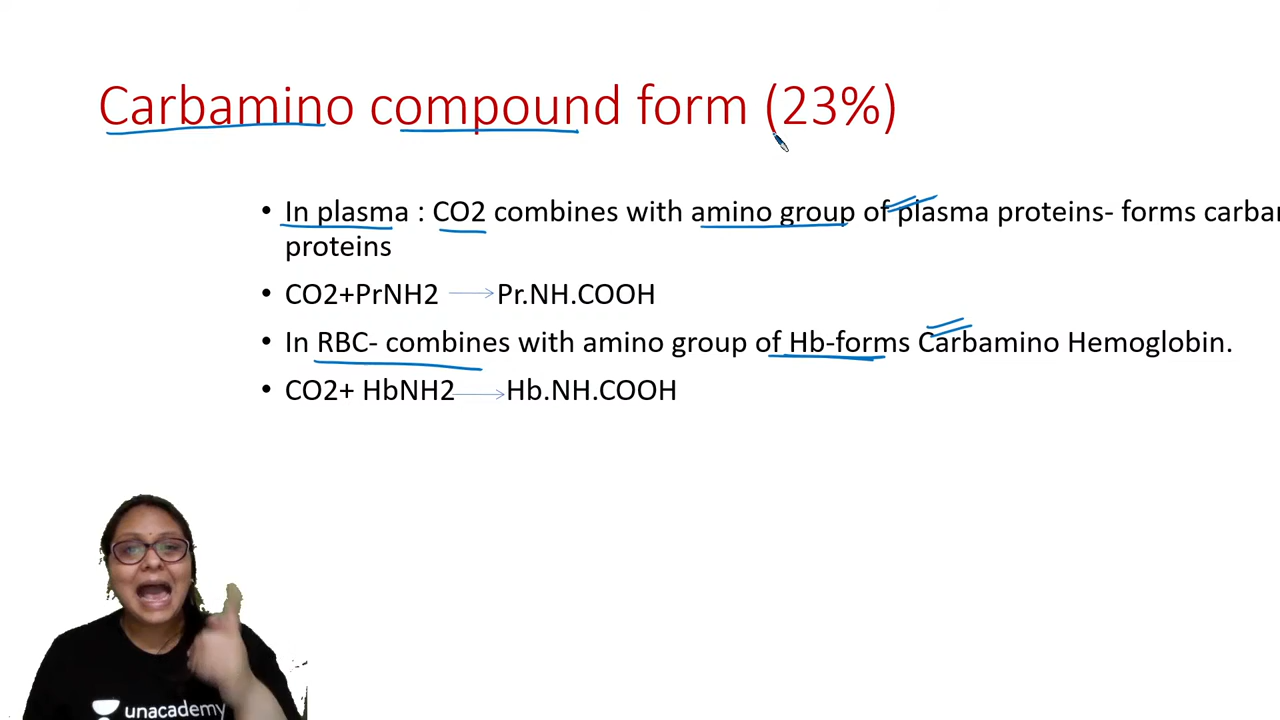 Carbamino compound form (23%)
• In plasma : CO2 combines with amino group of plasma proteins- forms
proteins
• CO2+PrNH2 → Pr.NH.COOH
• In RBC- combines with amino group of Hb-forms Carbamino Hemoglobin.
• CO2+ HbNH2 → Hb.NH.COOH
unacademy